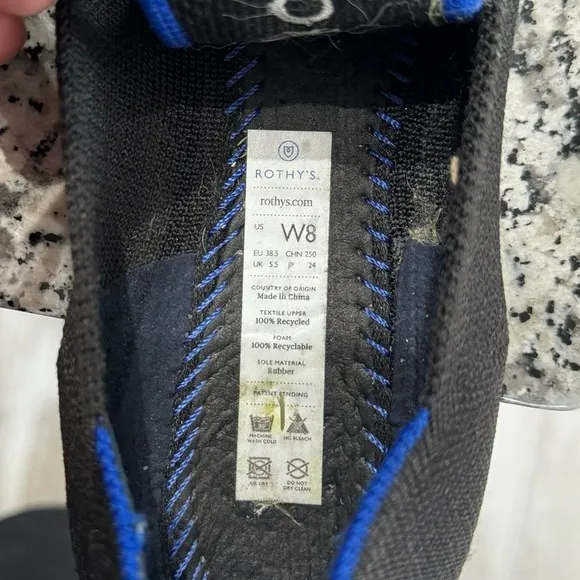 ROTHY'S
rothys.com
US W8
EU 38.5 CHN 250
UK 5.5 JP 24
COUNTRY OF ORIGIN
Made in China
TEXTILE UPPER
100% Recycled
FOAM
100% Recyclable
SOLE MATERIAL
Rubber
PATENT PENDING
MACHINE WASH COLD
NO BLEACH
AIR DRY
DO NOT DRY CLEAN